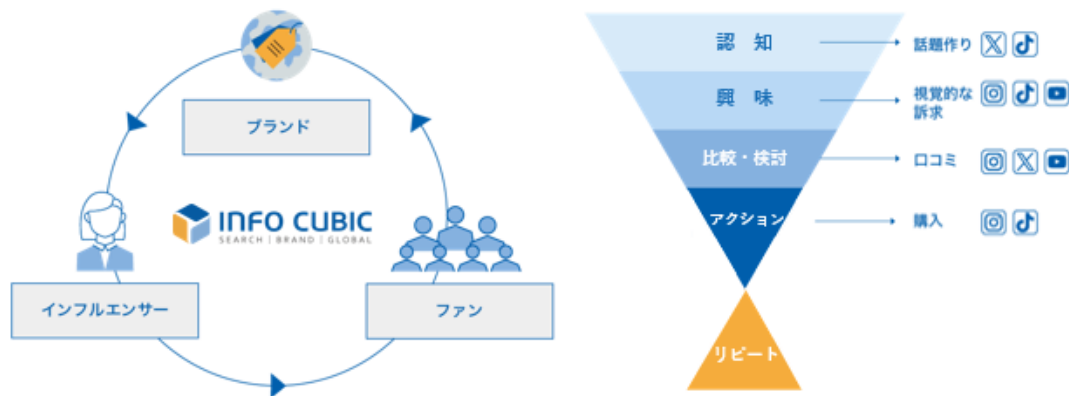 ブランド
INFO CUBIC
SEARCH | BRAND | GLOBAL
インフルエンサー
ファン
認 知
話題作り
興 味
視覚的な
訴求
比較・検討
口コミ
アクション
購入
リピート